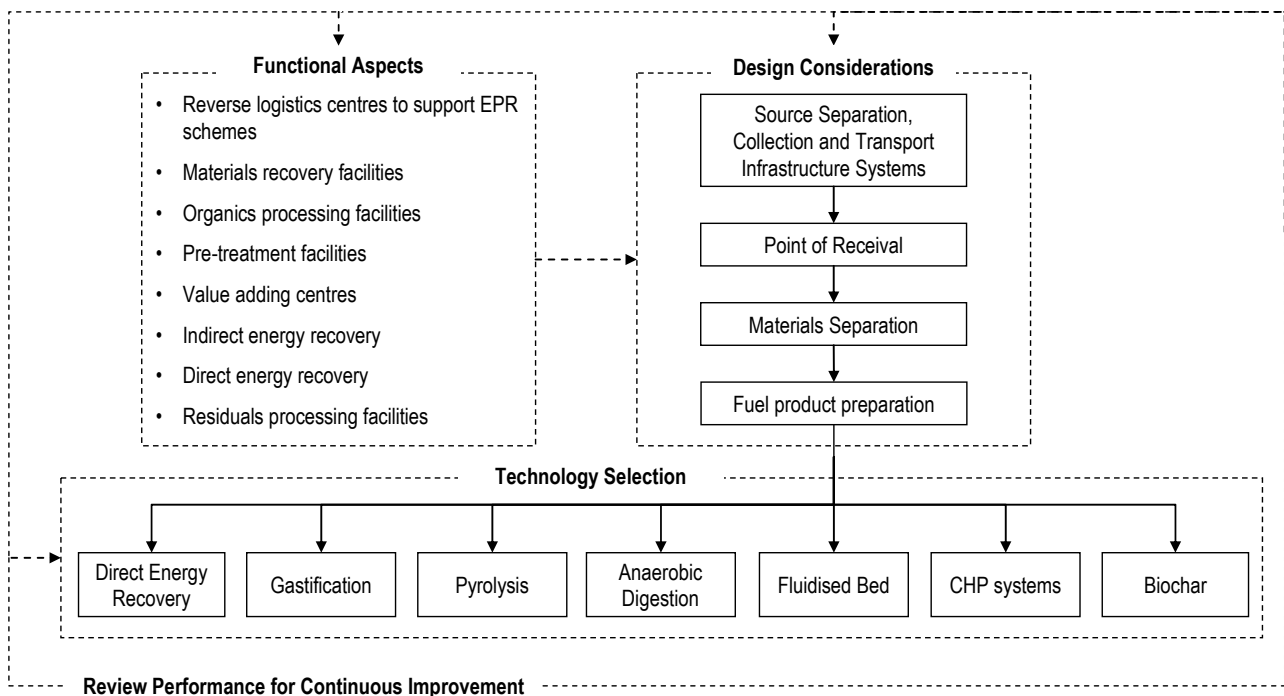 Functional Aspects
• Reverse logistics centres to support EPR
schemes
• Materials recovery facilities
• Organics processing facilities
• Pre-treatment facilities
• Value adding centres
• Indirect energy recovery
• Direct energy recovery
• Residuals processing facilities
Design Considerations
Source Separation,
Collection and Transport
Infrastructure Systems
Point of Receival
Materials Separation
Fuel product preparation
Technology Selection
Direct Energy
Recovery
Gastification
Pyrolysis
Anaerobic
Digestion
Fluidised Bed
CHP systems
Biochar
Review Performance for Continuous Improvement